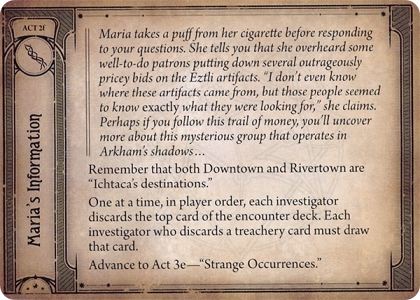 ACT 2f
Maria's Information
Maria takes a puff from her cigarette before responding
to your questions. She tells you that she overheard some
well-to-do patrons putting down several outrageously
pricey bids on the Eztli artifacts. “I don't even know
where these artifacts came from, but those people seemed
to know exactly what they were looking for,” she claims.
Perhaps if you follow this trail of money, you'll uncover
more about this mysterious group that operates in
Arkham's shadows…
Remember that both Downtown and Rivertown are
“Ichtaca's destinations.”
One at a time, in player order, each investigator
discards the top card of the encounter deck. Each
investigator who discards a treachery card must draw
that card.
Advance to Act 3e—“Strange Occurrences.”